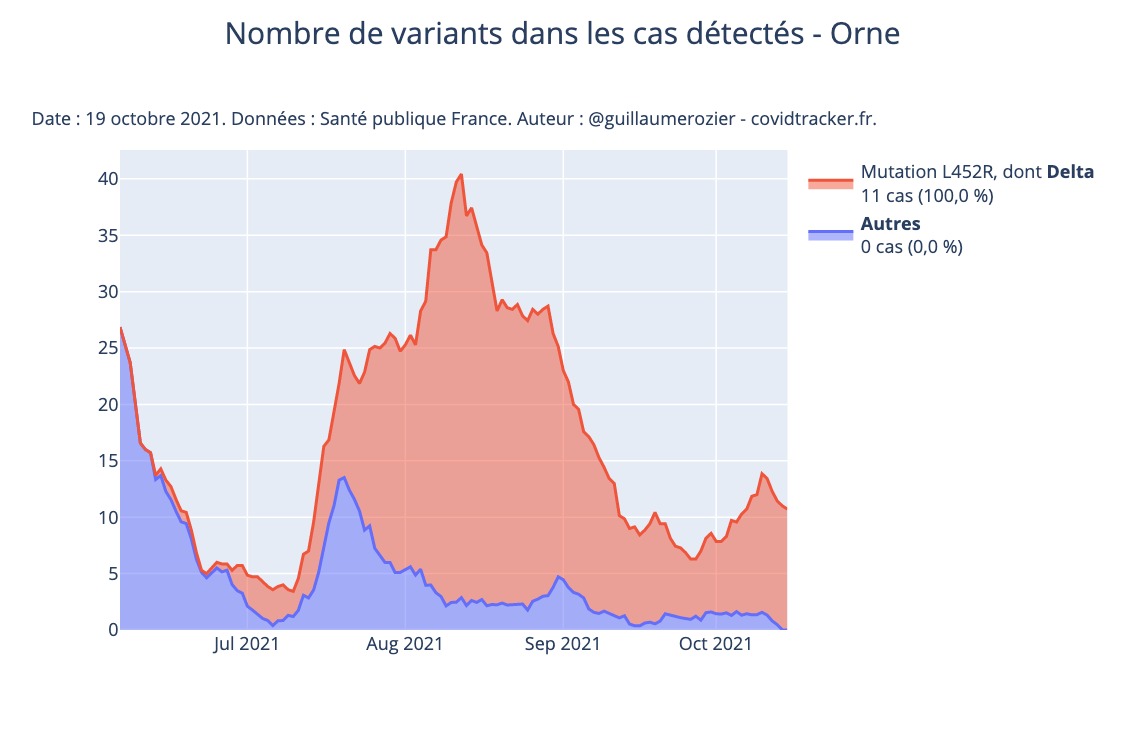 Nombre de variants dans les cas détectés - Orne
Date : 19 octobre 2021. Données : Santé publique France. Auteur : @guillaumerozier - covidtracker.fr.
Mutation L452R, dont Delta
11 cas (100,0 %)
Autres
0 cas (0,0 %)
40
35
30
25
20
15
10
5
0
Jul 2021
Aug 2021
Sep 2021
Oct 2021